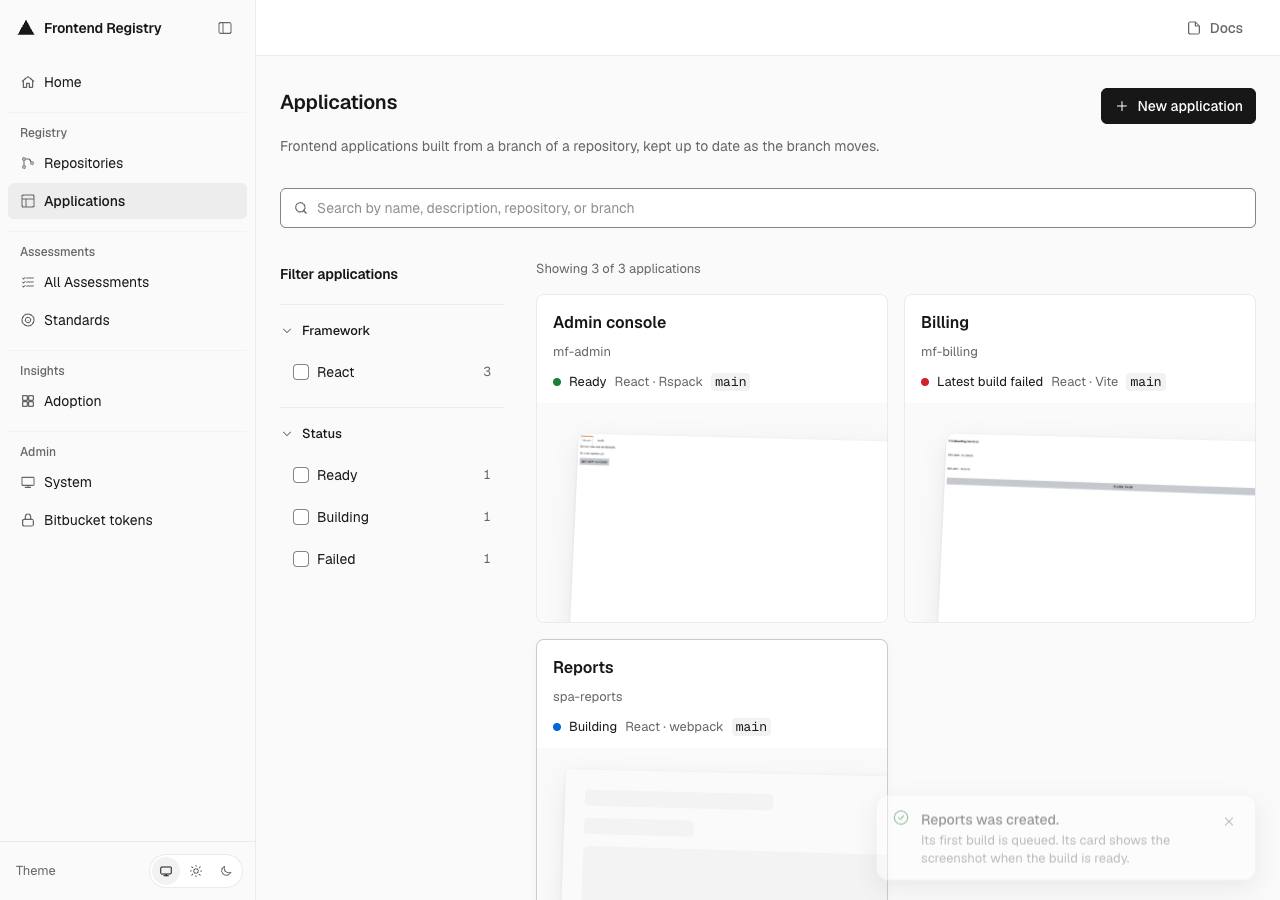 Frontend Registry
Docs
Home
Registry
Repositories
Applications
Assessments
All Assessments
Standards
Insights
Adoption
Admin
System
Bitbucket tokens
Theme
Applications
New application
Frontend applications built from a branch of a repository, kept up to date as the branch moves.
Search by name, description, repository, or branch
Filter applications
Framework
React 3
Status
Ready 1
Building 1
Failed 1
Showing 3 of 3 applications
Admin console
mf-admin
Ready React · Rspack main
Billing
mf-billing
Latest build failed React · Vite main
Reports
spa-reports
Building React · webpack main
Reports was created.
Its first build is queued. Its card shows the
screenshot when the build is ready.